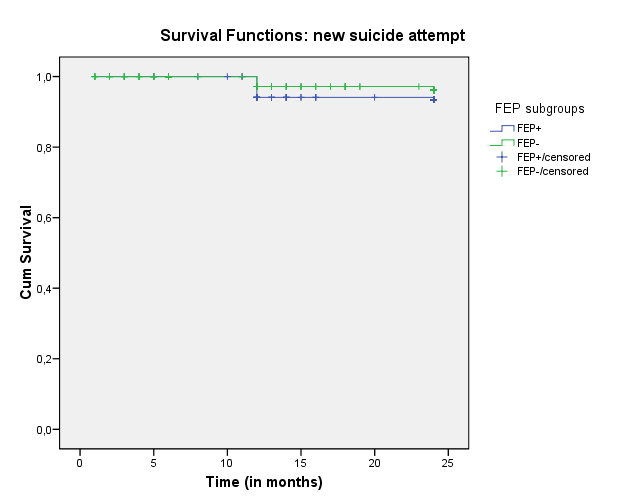 Survival Functions: new suicide attempt
Cum Survival
1,0
0,8
0,6
0,4
0,2
0,0
0 5 10 15 20 25
Time (in months)
FEP subgroups
FEP+
FEP-
FEP+/censored
FEP-/censored